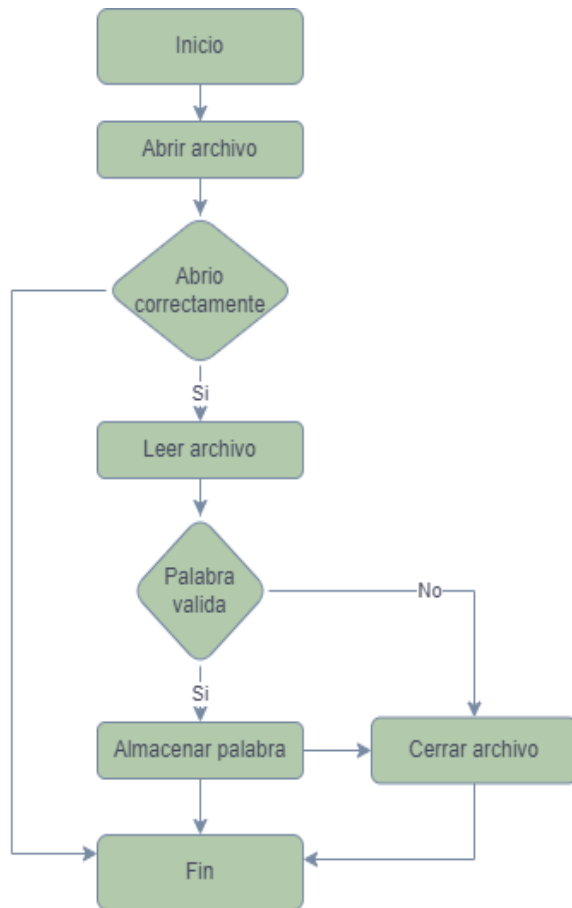 Inicio
Abrir archivo
Abrio
correctamente
Si
Leer archivo
Palabra
valida
No
Si
Almacenar palabra
Cerrar archivo
Fin